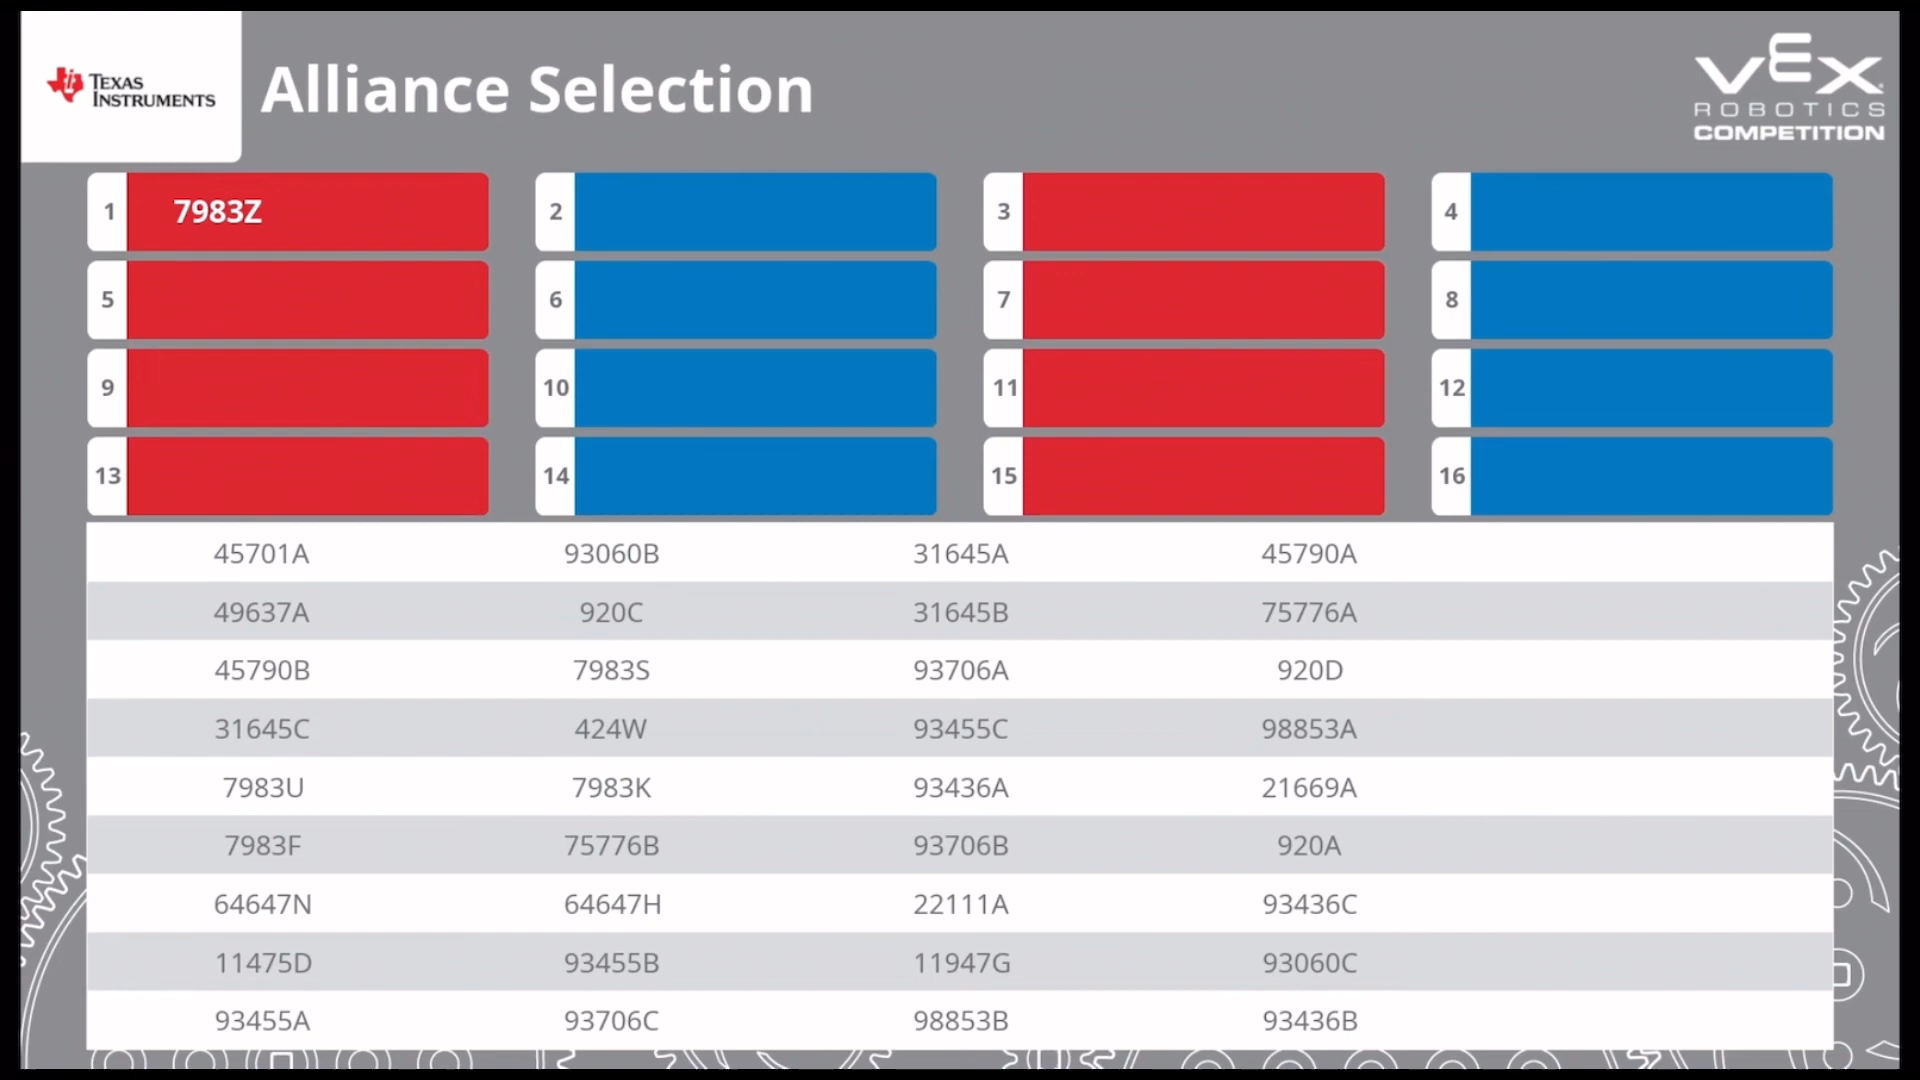 TEXAS INSTRUMENTS
Alliance Selection
VEX
ROBOTICS
COMPETITION
1 7983Z 2 3 4
5 6 7 8
9 10 11 12
13 14 15 16
45701A 93060B 31645A 45790A
49637A 920C 31645B 75776A
45790B 7983S 93706A 920D
31645C 424W 93455C 98853A
7983U 7983K 93436A 21669A
7983F 75776B 93706B 920A
64647N 64647H 22111A 93436C
11475D 93455B 11947G 93060C
93455A 93706C 98853B 93436B